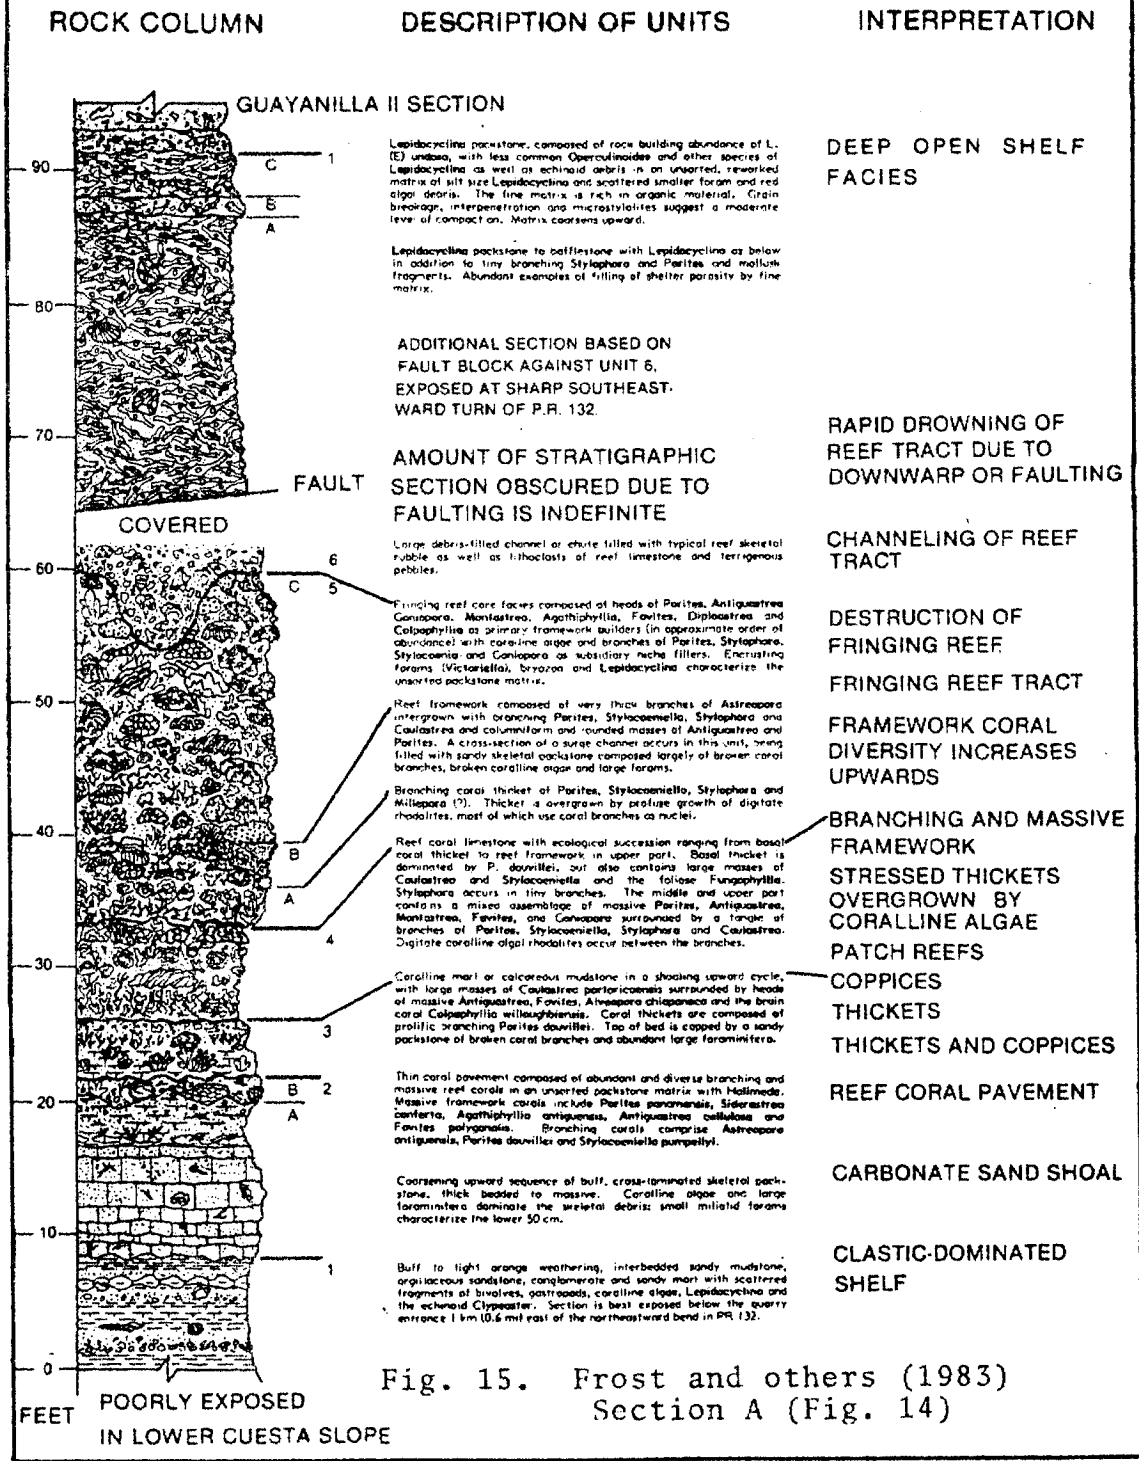 ROCK COLUMN
DESCRIPTION OF UNITS
INTERPRETATION
GUAYANILLA II SECTION
90
C
1
B
A
80
70
FAULT
COVERED
60
6
C
5
50
40
B
A
4
30
3
B
2
20
A
10
1
0
FEET
POORLY EXPOSED
IN LOWER CUESTA SLOPE
Lepidocyclina packstone, composed of rock building abundance of L.
(E) undosa, with less common Operculinoides and other species of
Lepidocyclina as well as echinoid debris in an unsorted, reworked
matrix of silt size Lepidocyclina and scattered smaller foram and red
algal debris. The fine matrix is rich in organic material. Grain
breakage, interpenetration and microstylolites suggest a moderate
level of compaction. Matrix coarsens upward.
Lepidocyclina packstone to bafflestone with Lepidocyclina as below
in addition to tiny branching Stylophora and Porites and mollusk
fragments. Abundant examples of filling of shelter porosity by fine
matrix.
ADDITIONAL SECTION BASED ON
FAULT BLOCK AGAINST UNIT 6,
EXPOSED AT SHARP SOUTHEAST-
WARD TURN OF P.R. 132.
AMOUNT OF STRATIGRAPHIC
SECTION OBSCURED DUE TO
FAULTING IS INDEFINITE
Large debris-filled channel or chute filled with typical reef skeletal
rubble as well as lithoclasts of reef limestone and terrigenous
pebbles.
Fringing reef core facies composed of heads of Porites, Antiguastrea
Goniopora, Montastrea, Agathiphyllia, Favites, Diploastrea and
Colpophyllia as primary framework builders (in approximate order of
abundance) with coralline algae and branches of Porites, Stylophora,
Stylocoenia and Goniopora as subsidiary niche fillers. Encrusting
forams (Victoriella), bryozoa and Lepidocyclina characterize the
unsorted packstone matrix.
Reef framework composed of very thick branches of Astreopora
intergrown with branching Porites, Stylocoeniella, Stylophora and
Caulastrea and columniform and rounded masses of Antiguastrea and
Porites. A cross-section of a surge channel occurs in this unit, being
filled with sandy skeletal packstone composed largely of broken coral
branches, broken coralline algae and large forams.
Branching coral thicket of Porites, Stylocoeniella, Stylophora and
Millepora (?). Thicket is overgrown by profuse growth of digitate
rhodolites, most of which use coral branches as nuclei.
Reef coral limestone with ecological succession ranging from basal
coral thicket to reef framework in upper part. Basal thicket is
dominated by P. douvillei, but also contains large masses of
Caulastrea and Stylocoeniella and the foliose Fungophyllia.
Stylophora occurs in tiny branches. The middle and upper part
contains a mixed assemblage of massive Porites, Antiguastrea,
Montastrea, Favites, and Goniopora surrounded by a tangle of
branches of Porites, Stylocoeniella, Stylophora and Caulastrea.
Digitate coralline algal rhodolites occur between the branches.
Coralline marl or calcareous mudstone in a shoaling upward cycle,
with large masses of Caulastrea portoricensis surrounded by heads
of massive Antiguastrea, Favites, Alveopora chiapaneca and the brain
coral Colpophyllia willoughbiensis. Coral thickets are composed of
prolific branching Porites douvillei. Top of bed is capped by a sandy
packstone of broken coral branches and abundant large foraminifera.
Thin coral pavement composed of abundant and diverse branching and
massive reef corals in an unsorted packstone matrix with Halimeda.
Massive framework corals include Porites panamensis, Siderastrea
conferta, Agathiphyllia antiguensis, Antiguastrea cellulosa and
Favites polygonalis. Branching corals comprise Astreopora
antiguensis, Porites douvillei and Stylocoeniella pumpellyi.
Coarsening upward sequence of buff, cross-laminated skeletal pack-
stone, thick bedded to massive. Coralline algae and large
foraminifera dominate the skeletal debris; small miliolid forams
characterize the lower 50 cm.
Buff to light orange weathering, interbedded sandy mudstone,
argillaceous sandstone, conglomerate and sandy marl with scattered
fragments of bivalves, gastropods, coralline algae, Lepidocyclina and
the echinoid Clypeaster. Section is best exposed below the quarry
entrance 1 km (0.6 mi) east of the northeastward bend in PR 132.
DEEP OPEN SHELF
FACIES
RAPID DROWNING OF
REEF TRACT DUE TO
DOWNWARP OR FAULTING
CHANNELING OF REEF
TRACT
DESTRUCTION OF
FRINGING REEF
FRINGING REEF TRACT
FRAMEWORK CORAL
DIVERSITY INCREASES
UPWARDS
BRANCHING AND MASSIVE
FRAMEWORK
STRESSED THICKETS
OVERGROWN BY
CORALLINE ALGAE
PATCH REEFS
COPPICES
THICKETS
THICKETS AND COPPICES
REEF CORAL PAVEMENT
CARBONATE SAND SHOAL
CLASTIC-DOMINATED
SHELF
Fig. 15. Frost and others (1983)
Section A (Fig. 14)